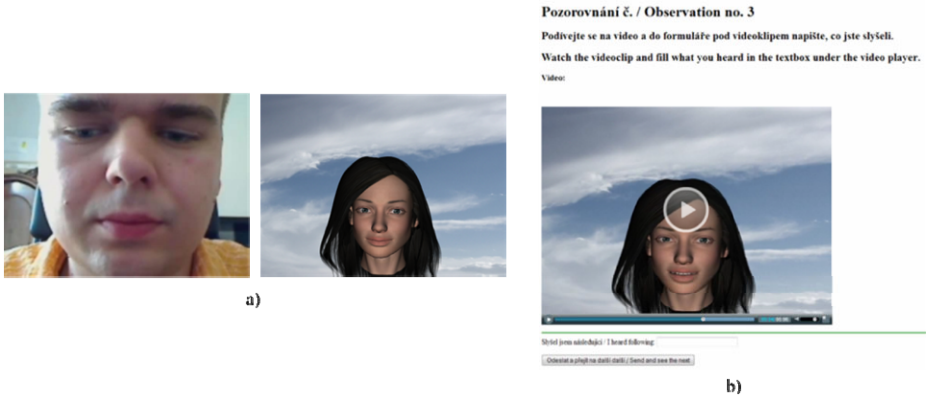 Pozorovnání č. / Observation no. 3
Podívejte se na video a do formuláře pod videoklipem napište, co jste slyšeli.
Watch the videoclip and fill what you heard in the textbox under the video player.
Video:
a)
Slyšel jsem následující / I heard following:
Odeslat a přejít na další další / Send and see the next
b)